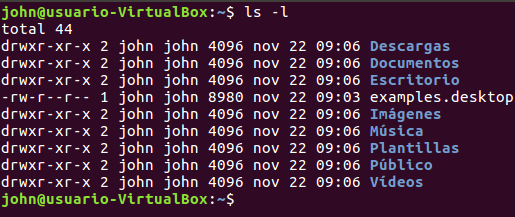 john@usuario-VirtualBox:~$ ls -l
total 44
drwxr-xr-x 2 john john 4096 nov 22 09:06 Descargas
drwxr-xr-x 2 john john 4096 nov 22 09:06 Documentos
drwxr-xr-x 2 john john 4096 nov 22 09:06 Escritorio
-rw-r--r-- 1 john john 8980 nov 22 09:03 examples.desktop
drwxr-xr-x 2 john john 4096 nov 22 09:06 Imágenes
drwxr-xr-x 2 john john 4096 nov 22 09:06 Música
drwxr-xr-x 2 john john 4096 nov 22 09:06 Plantillas
drwxr-xr-x 2 john john 4096 nov 22 09:06 Público
drwxr-xr-x 2 john john 4096 nov 22 09:06 Vídeos
john@usuario-VirtualBox:~$